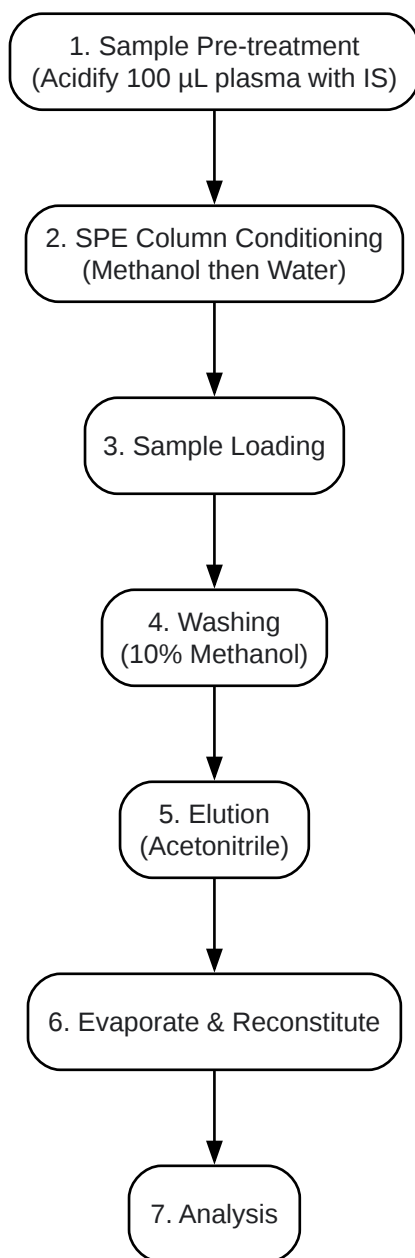 1. Sample Pre-treatment
(Acidify 100 µL plasma with IS)
2. SPE Column Conditioning
(Methanol then Water)
3. Sample Loading
4. Washing
(10% Methanol)
5. Elution
(Acetonitrile)
6. Evaporate & Reconstitute
7. Analysis